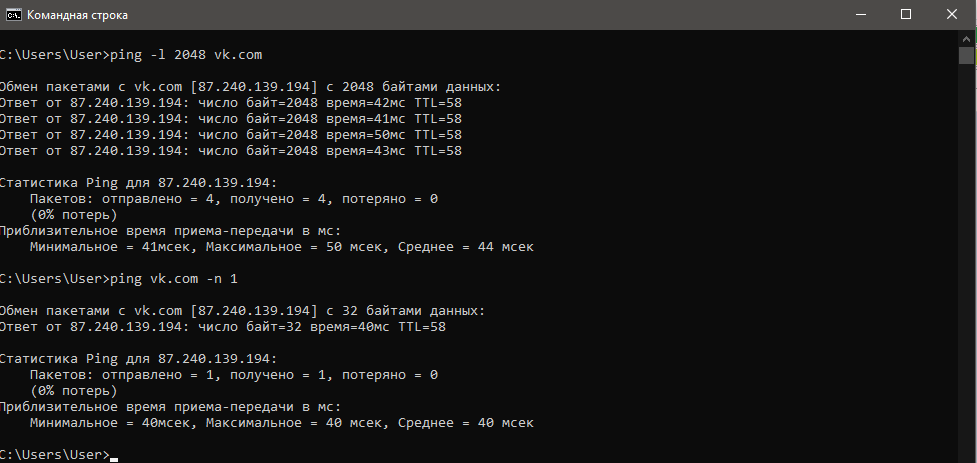 Командная строка
C:\Users\User>ping -l 2048 vk.com
Обмен пакетами с vk.com [87.240.139.194] с 2048 байтами данных:
Ответ от 87.240.139.194: число байт=2048 время=42мс TTL=58
Ответ от 87.240.139.194: число байт=2048 время=41мс TTL=58
Ответ от 87.240.139.194: число байт=2048 время=50мс TTL=58
Ответ от 87.240.139.194: число байт=2048 время=43мс TTL=58
Статистика Ping для 87.240.139.194:
Пакетов: отправлено = 4, получено = 4, потеряно = 0
(0% потерь)
Приблизительное время приема-передачи в мс:
Минимальное = 41мсек, Максимальное = 50 мсек, Среднее = 44 мсек
C:\Users\User>ping vk.com -n 1
Обмен пакетами с vk.com [87.240.139.194] с 32 байтами данных:
Ответ от 87.240.139.194: число байт=32 время=40мс TTL=58
Статистика Ping для 87.240.139.194:
Пакетов: отправлено = 1, получено = 1, потеряно = 0
(0% потерь)
Приблизительное время приема-передачи в мс:
Минимальное = 40мсек, Максимальное = 40 мсек, Среднее = 40 мсек
C:\Users\User>